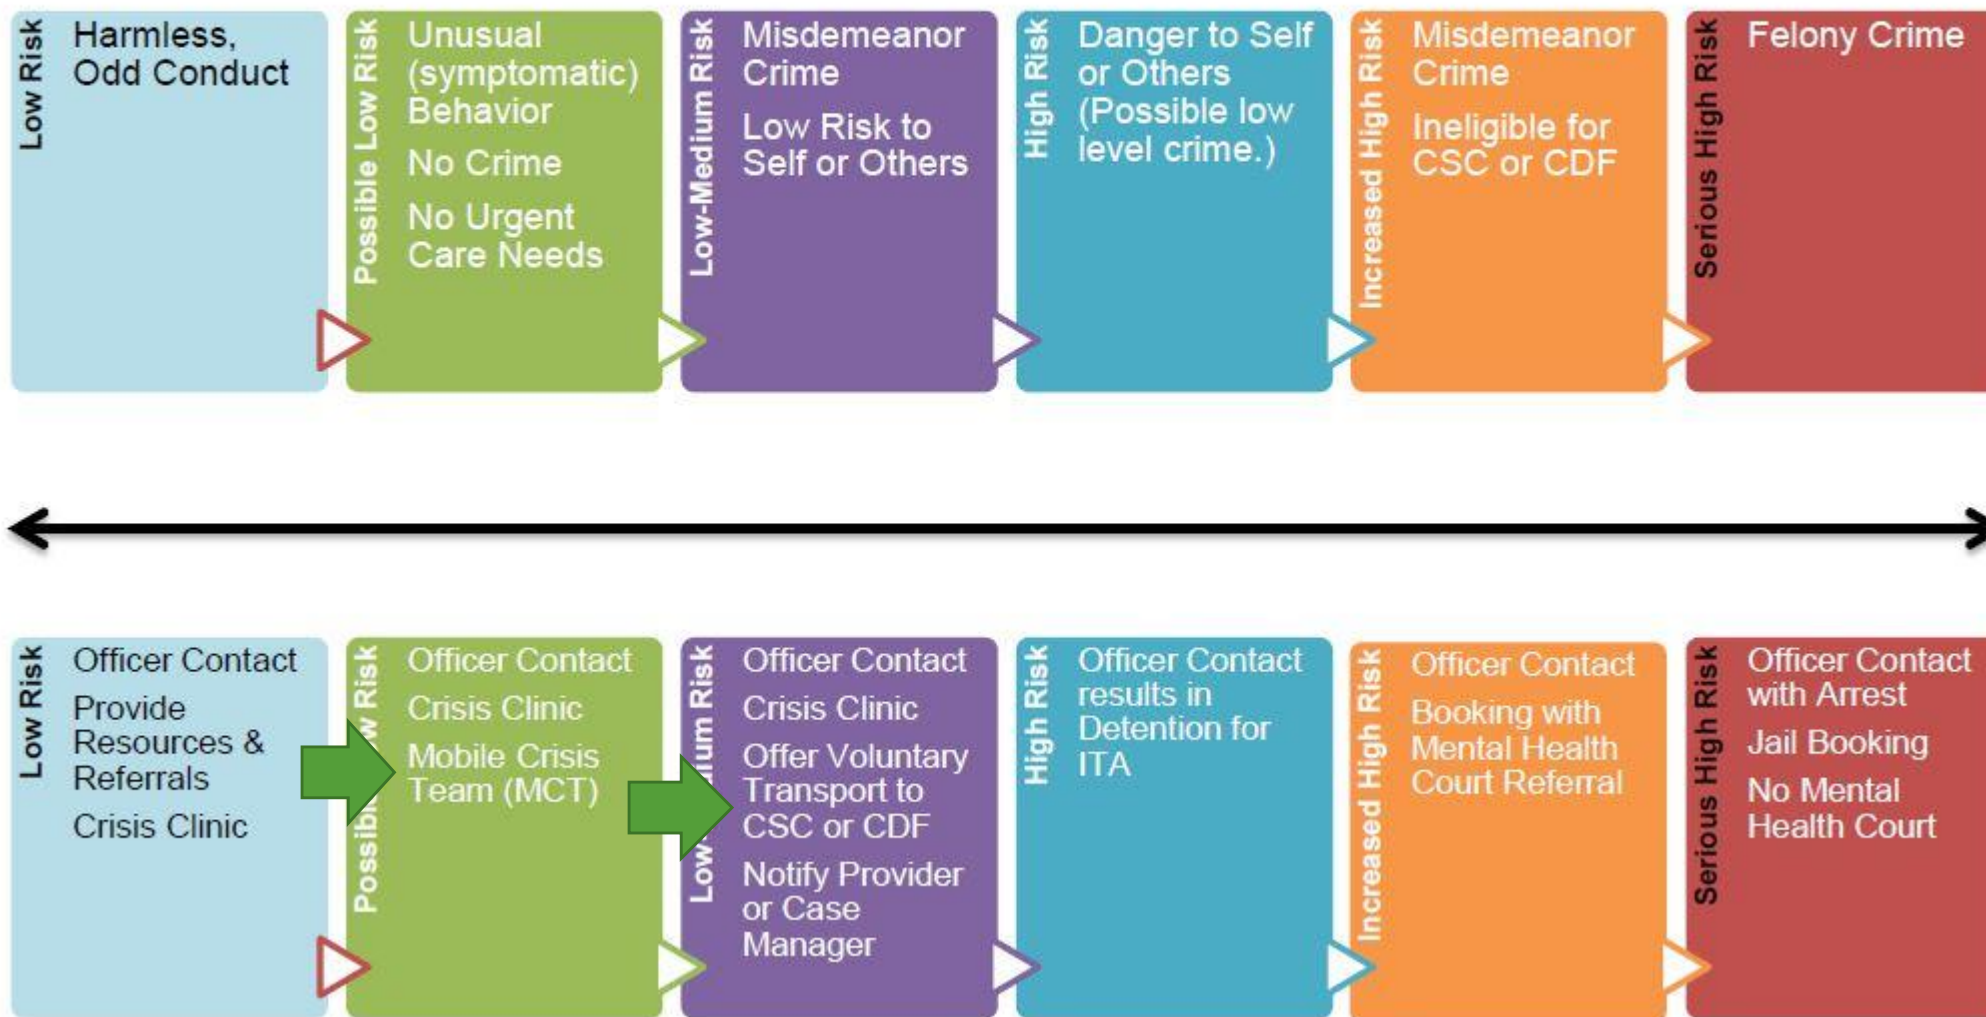 Low Risk
Harmless,
Odd Conduct
Possible Low Risk
Unusual
(symptomatic)
Behavior
No Crime
No Urgent
Care Needs
Low-Medium Risk
Misdemeanor
Crime
Low Risk to
Self or Others
High Risk
Danger to Self
or Others
(Possible low
level crime.)
Increased High Risk
Misdemeanor
Crime
Ineligible for
CSC or CDF
Serious High Risk
Felony Crime
Low Risk
Officer Contact
Provide
Resources &
Referrals
Crisis Clinic
Possib w Risk
Officer Contact
Crisis Clinic
Mobile Crisis
Team (MCT)
Low- ium Risk
Officer Contact
Crisis Clinic
Offer Voluntary
Transport to
CSC or CDF
Notify Provider
or Case
Manager
High Risk
Officer Contact
results in
Detention for
ITA
Increased High Risk
Officer Contact
Booking with
Mental Health
Court Referral
Serious High Risk
Officer Contact
with Arrest
Jail Booking
No Mental
Health Court